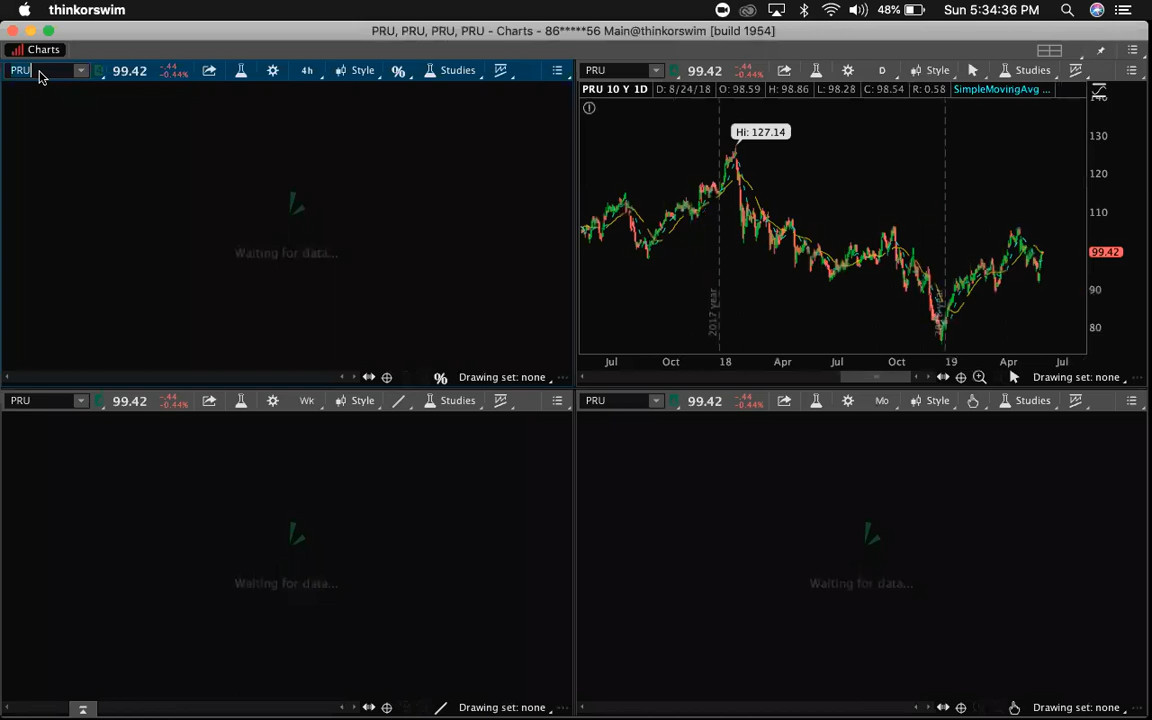 thinkorswim 48% Sun 5:34:36 PM
PRU, PRU, PRU, PRU - Charts - 86*****56 Main@thinkorswim [build 1954]
Charts
PRU 99.42 -.44 -0.44% 4h Style % Studies
Waiting for data...
% Drawing set: none
PRU 99.42 -.44 -0.44% D Style Studies
PRU 10 Y 1D D: 8/24/18 O: 98.59 H: 98.86 L: 98.28 C: 98.54 R: 0.58 SimpleMovingAvg ...
Hi: 127.14
140
130
120
110
99.42
90
80
2017 year
Jul Oct 18 Apr Jul Oct 19 Apr Jul
Drawing set: none
PRU 99.42 -.44 -0.44% Wk Style Studies
Waiting for data...
Drawing set: none
PRU 99.42 -.44 -0.44% Mo Style Studies
Waiting for data...
Drawing set: none